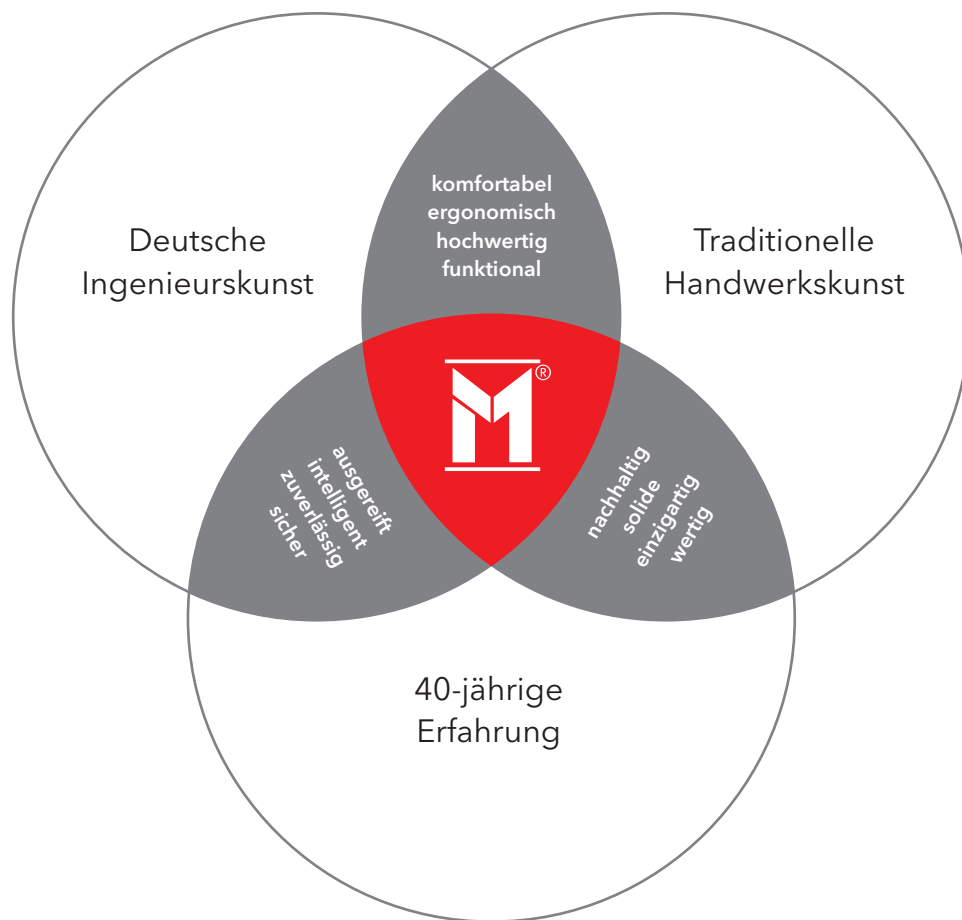 komfortabel
ergonomisch
hochwertig
funktional
Deutsche
Ingenieurskunst
Traditionelle
Handwerkskunst
M®
ausgereift
intelligent
zuverlässig
sicher
nachhaltig
solide
einzigartig
wertig
40-jährige
Erfahrung